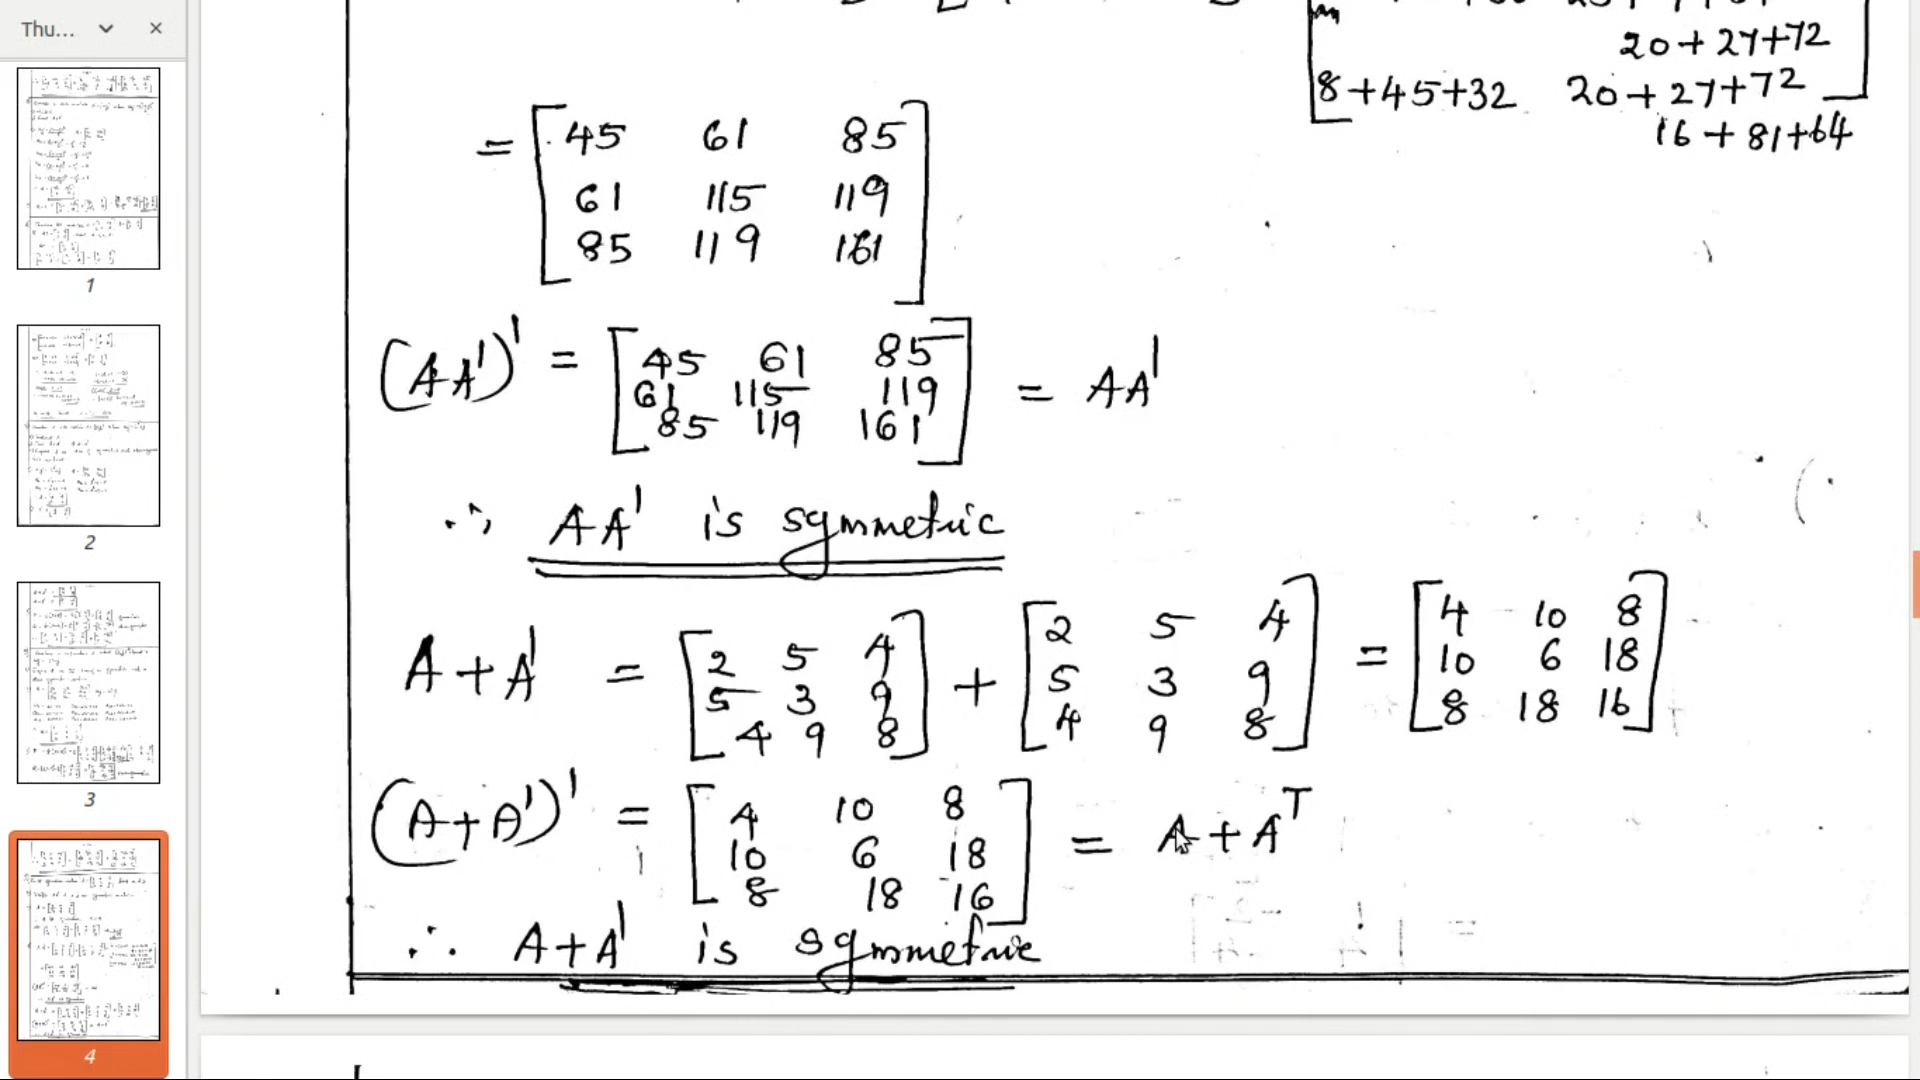 Thu...
1
2
3
4
20+27+72
8+45+32 20+27+72
16+81+64
= [45 61 85
61 115 119
85 119 161]
(AA')' = [45 61 85
61 115 119
85 119 161] = AA'
∴ AA' is symmetric
A+A' = [2 5 4
5 3 9
4 9 8] + [2 5 4
5 3 9
4 9 8] = [4 10 8
10 6 18
8 18 16]
(A+A')' = [4 10 8
10 6 18
8 18 16] = A+A^T
∴ A+A' is symmetric